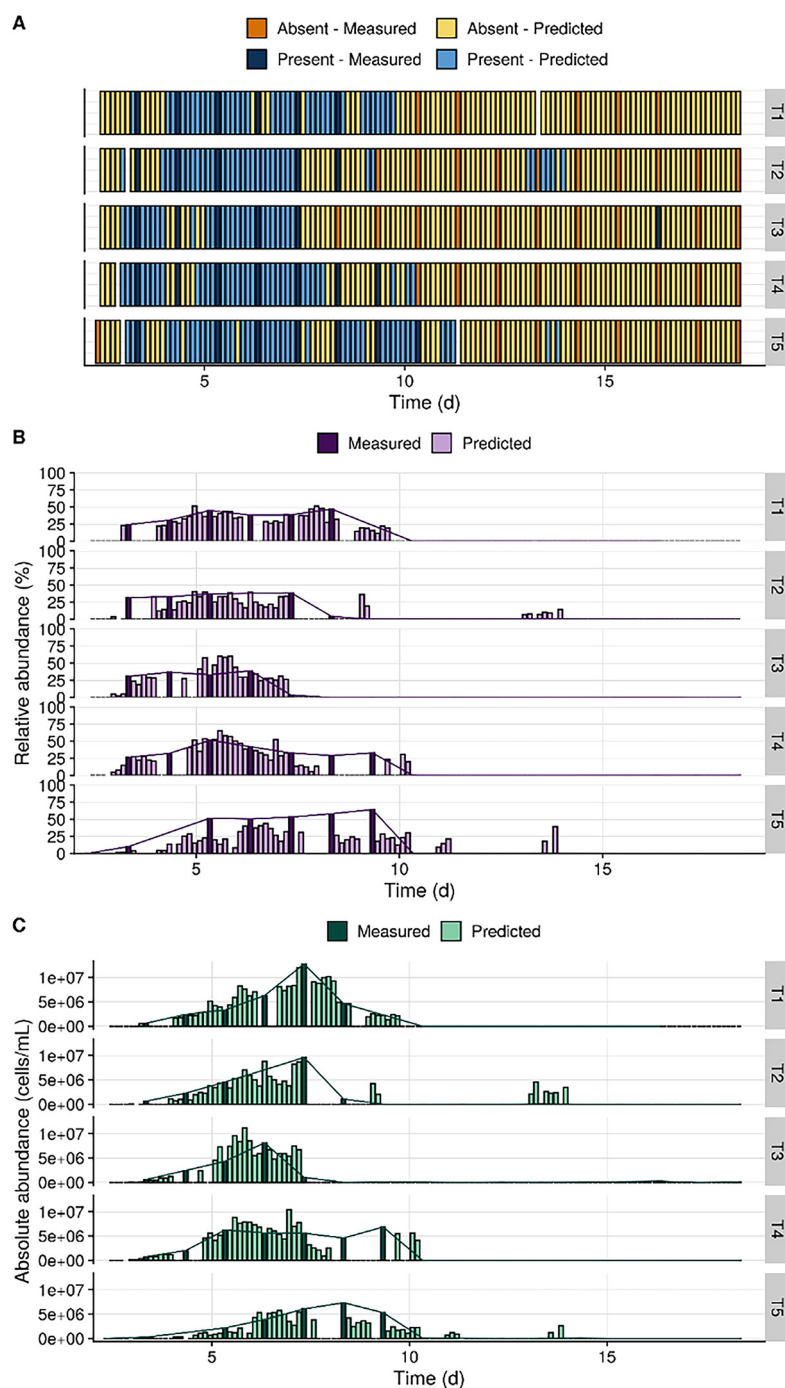 A
Absent - Measured Absent - Predicted
Present - Measured Present - Predicted
T1
T2
T3
T4
T5
5 10 15
Time (d)
B
Measured Predicted
Relative abundance (%)
100
75
50
25
0
T1
100
75
50
25
0
T2
100
75
50
25
0
T3
100
75
50
25
0
T4
100
75
50
25
0
T5
5 10 15
Time (d)
C
Measured Predicted
Absolute abundance (cells/mL)
1e+07
5e+06
0e+00
T1
1e+07
5e+06
0e+00
T2
1e+07
5e+06
0e+00
T3
1e+07
5e+06
0e+00
T4
1e+07
5e+06
0e+00
T5
5 10 15
Time (d)